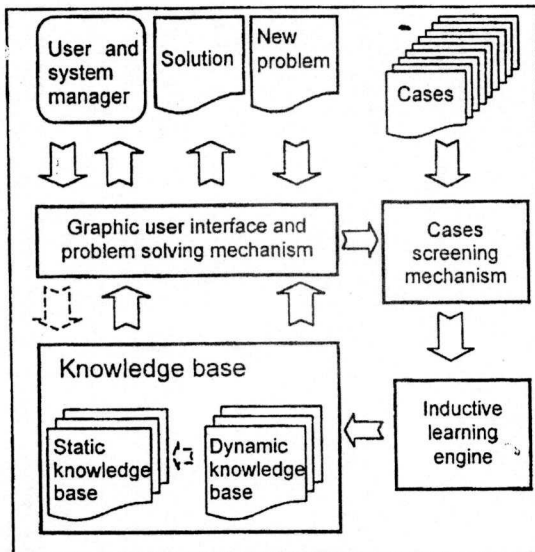 User and
system
manager
Solution
New
problem
Cases
Graphic user interface and
problem solving mechanism
Cases
screening
mechanism
Knowledge base
Static
knowledge
base
Dynamic
knowledge
base
Inductive
learning
engine